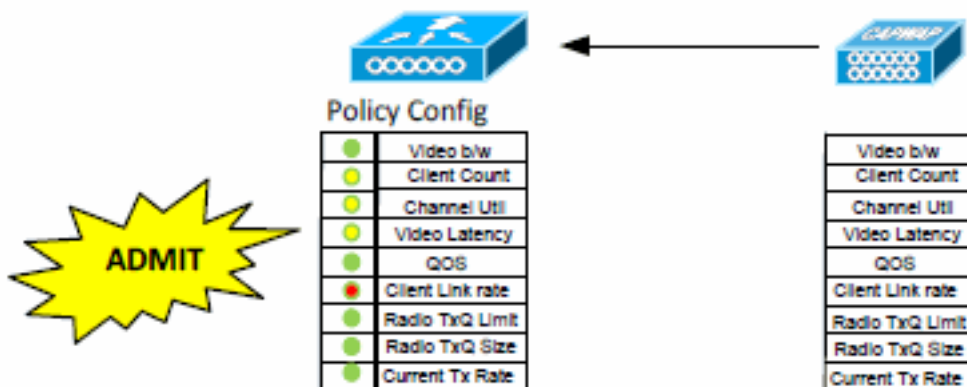 CAPWAP
Policy Config
Video b/w
Client Count
Channel Util
Video Latency
QOS
Client Link rate
Radio TxQ Limit
Radio TxQ Size
Current Tx Rate
ADMIT
Video b/w
Client Count
Channel Util
Video Latency
QOS
Client Link rate
Radio TxQ Limit
Radio TxQ Size
Current Tx Rate